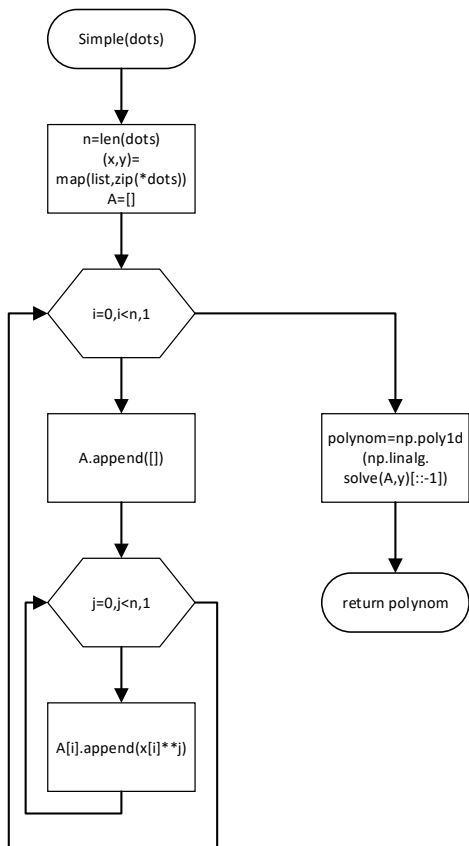 Simple(dots)
n=len(dots)
(x,y)=
map(list,zip(*dots))
A=[]
i=0,i<n,1
A.append([])
polynom=np.poly1d
(np.linalg.
solve(A,y)[::-1])
j=0,j<n,1
return polynom
A[i].append(x[i]**j)